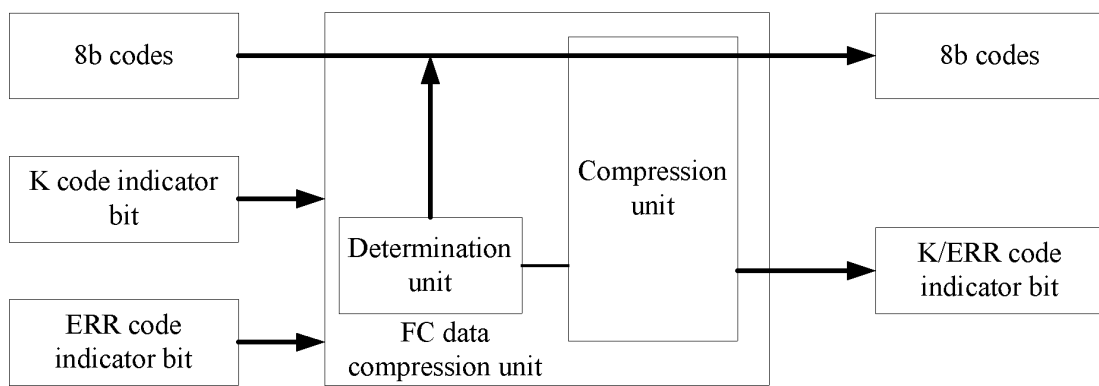 8b codes
8b codes
K code indicator
bit
Compression
unit
Determination
unit
K/ERR code
indicator bit
ERR code
indicator bit
FC data
compression unit